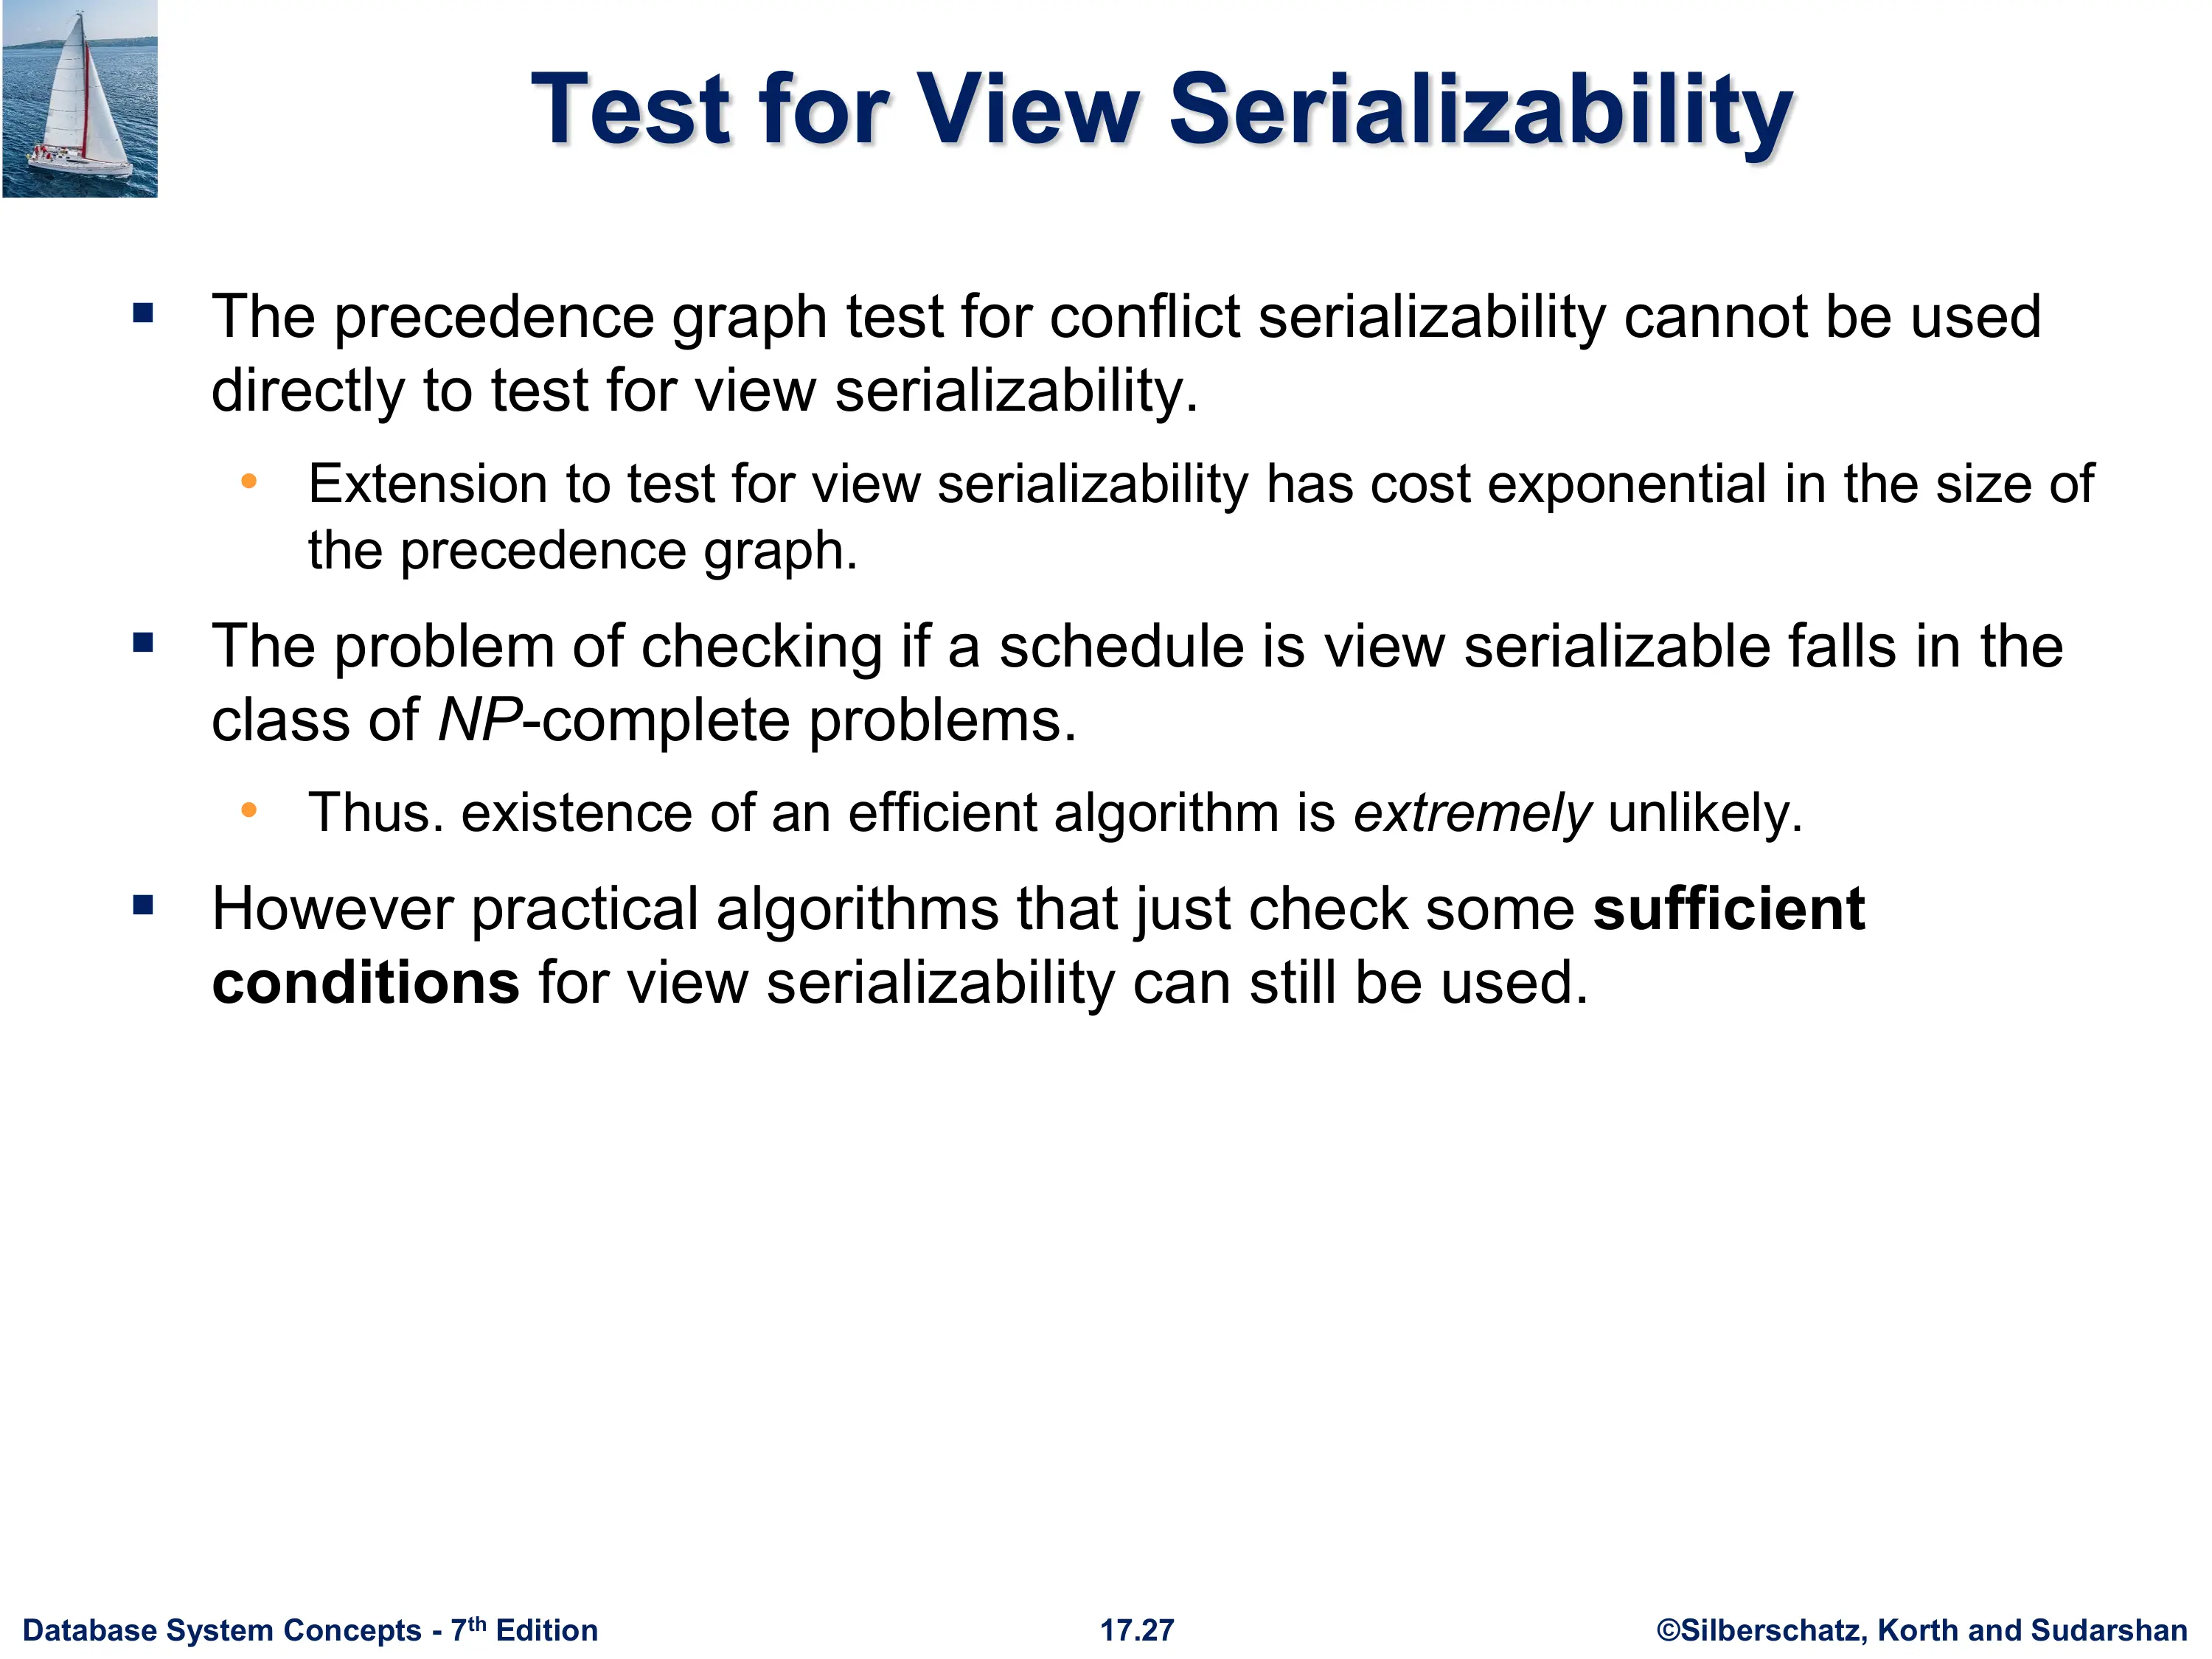 Test for View Serializability
▪ The precedence graph test for conflict serializability cannot be used
directly to test for view serializability.
• Extension to test for view serializability has cost exponential in the size of
the precedence graph.
▪ The problem of checking if a schedule is view serializable falls in the
class of NP-complete problems.
• Thus. existence of an efficient algorithm is extremely unlikely.
▪ However practical algorithms that just check some sufficient
conditions for view serializability can still be used.
Database System Concepts - 7th Edition
17.27
©Silberschatz, Korth and Sudarshan